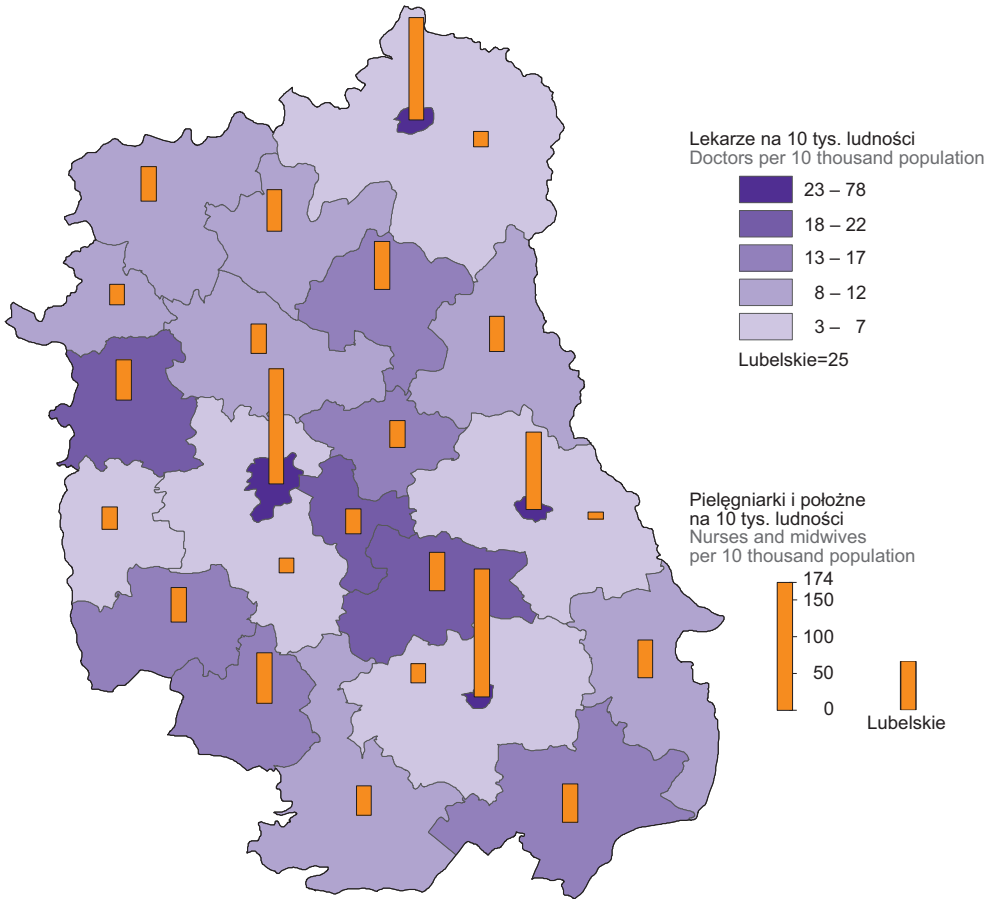 Lekarze na 10 tys. ludności
Doctors per 10 thousand population
23 – 78
18 – 22
13 – 17
8 – 12
3 – 7
Lubelskie=25
Pielęgniarki i położne
na 10 tys. ludności
Nurses and midwives
per 10 thousand population
174
150
100
50
0
Lubelskie